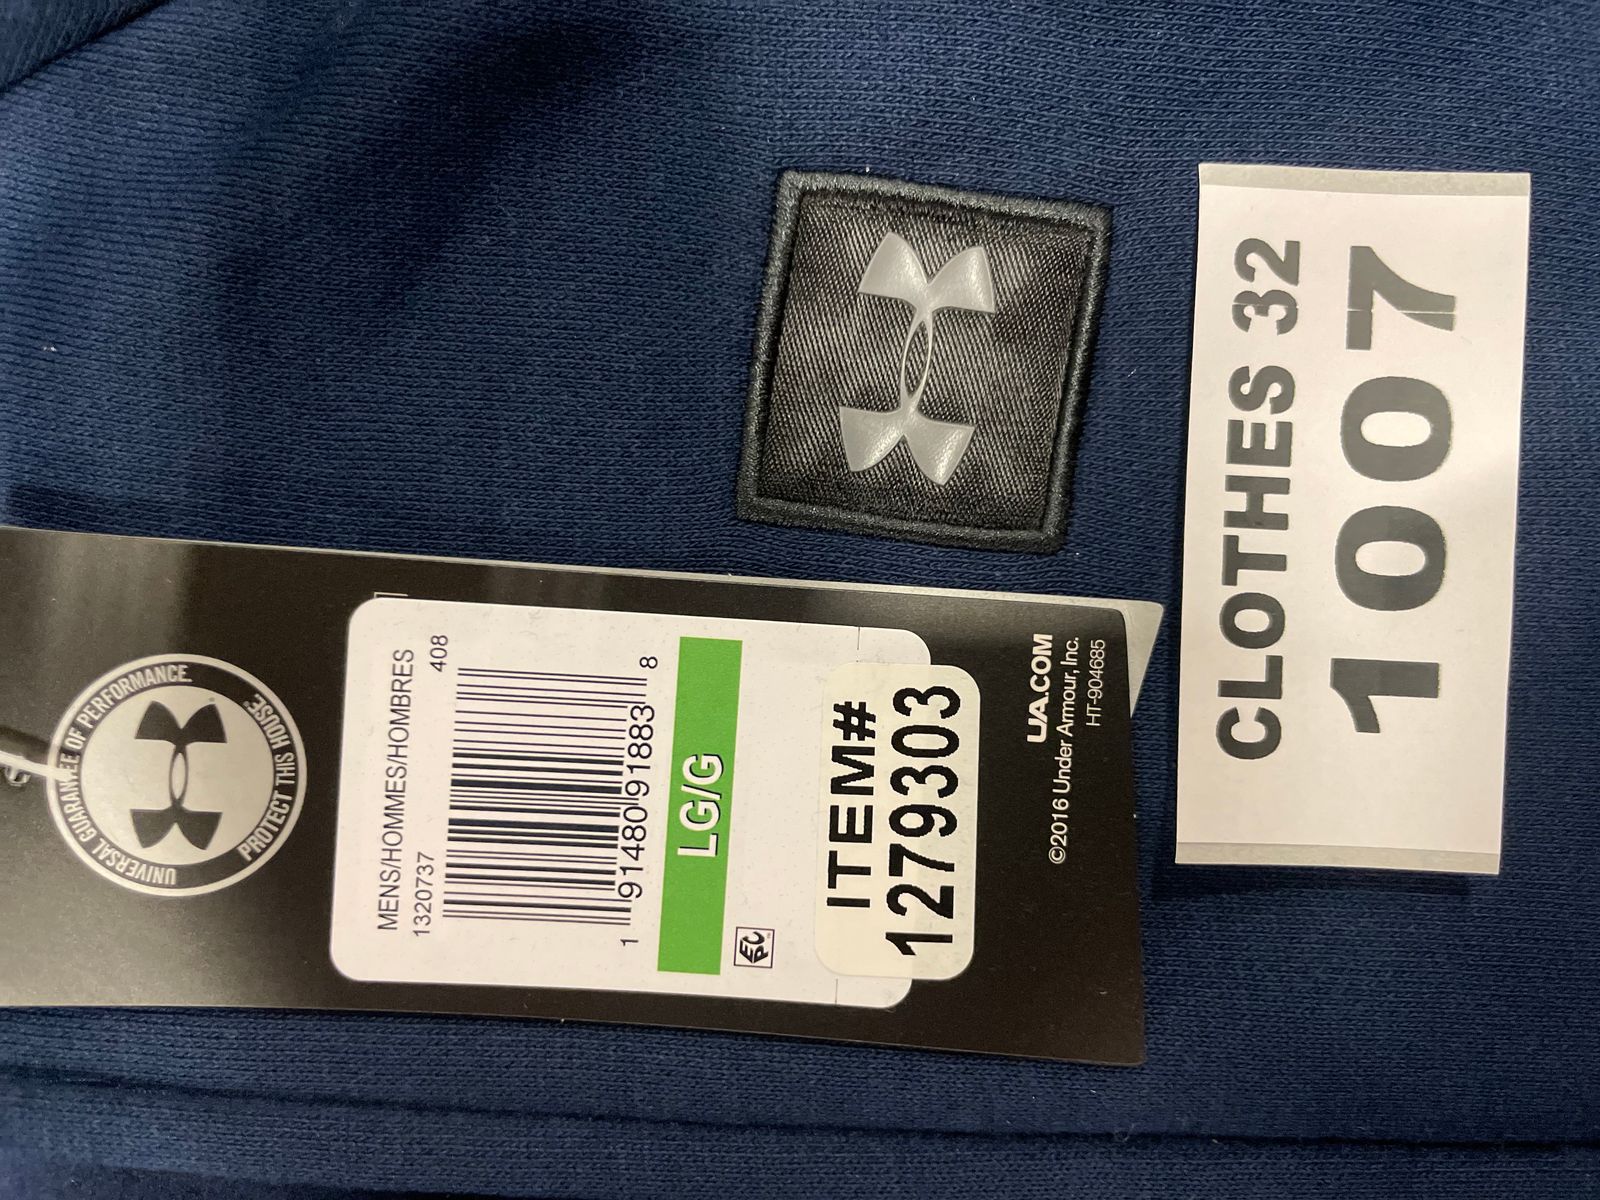 UNIVERSAL GUARANTEE OF PERFORMANCE.
PROTECT THIS HOUSE.
MENS/HOMMES/HOMBRES
1320737 408
1 91480 91883 8
LG/G
EPC
ITEM#
1279303
UA.COM
©2016 Under Armour, Inc.
HT-904685
CLOTHES 32
1007